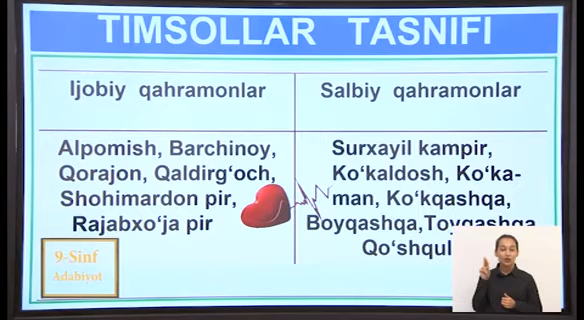 TIMSOLLAR TASNIFI
Ijobiy qahramonlar
Alpomish, Barchinoy,
Qorajon, Qaldirg‘och,
Shohimardon pir,
Rajabxo‘ja pir
Salbiy qahramonlar
Surxayil kampir,
Ko‘kaldosh, Ko‘ka-
man, Ko‘kqashqa,
Boyqashqa,Toyqashqa
Qo‘shqul
9-Sinf
Adabiyot